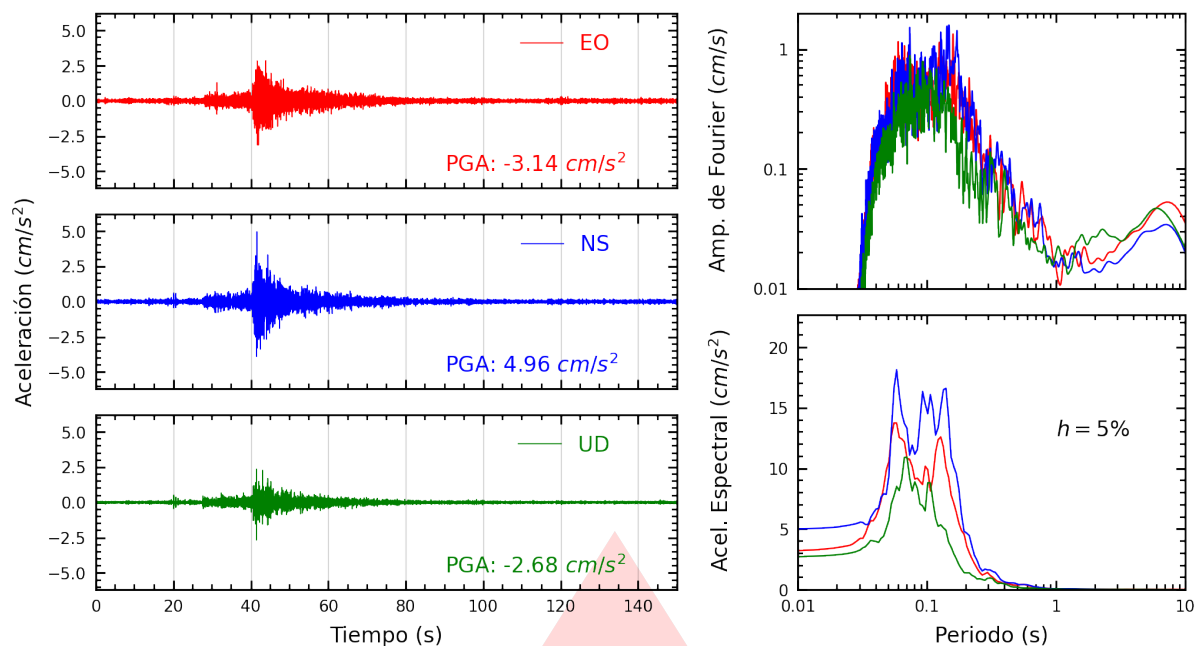 Aceleración (cm/s²)
5.0
2.5
0.0
−2.5
−5.0
EO
PGA: -3.14 cm/s²
5.0
2.5
0.0
−2.5
−5.0
NS
PGA: 4.96 cm/s²
5.0
2.5
0.0
−2.5
−5.0
UD
PGA: -2.68 cm/s²
0 20 40 60 80 100 120 140
Tiempo (s)
Amp. de Fourier (cm/s)
1
0.1
0.01
Acel. Espectral (cm/s²)
20
15
10
5
0
h = 5%
0.01 0.1 1 10
Periodo (s)